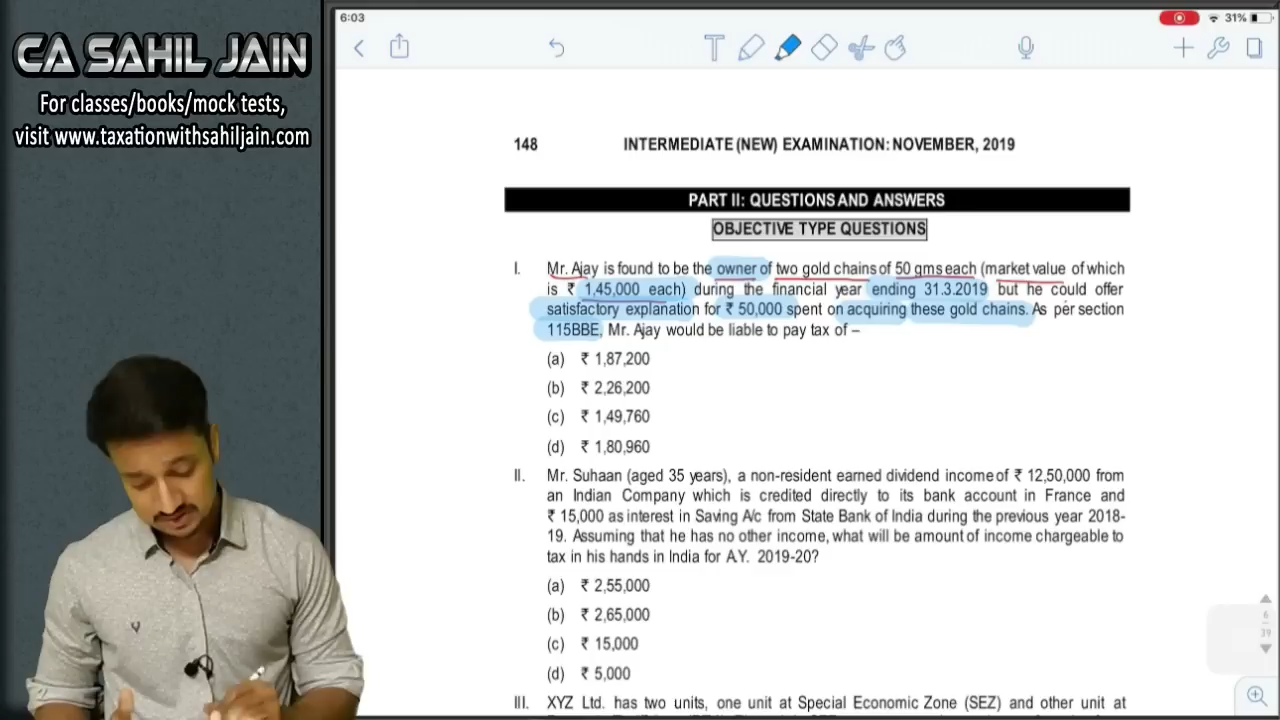 CA SAHIL JAIN
For classes/books/mock tests,
visit www.taxationwithsahiljain.com
6:03
31%
148 INTERMEDIATE (NEW) EXAMINATION: NOVEMBER, 2019
PART II: QUESTIONS AND ANSWERS
OBJECTIVE TYPE QUESTIONS
I. Mr. Ajay is found to be the owner of two gold chains of 50 gms each (market value of which
is ₹ 1,45,000 each) during the financial year ending 31.3.2019 but he could offer
satisfactory explanation for ₹ 50,000 spent on acquiring these gold chains. As per section
115BBE, Mr. Ajay would be liable to pay tax of –
(a) ₹ 1,87,200
(b) ₹ 2,26,200
(c) ₹ 1,49,760
(d) ₹ 1,80,960
II. Mr. Suhaan (aged 35 years), a non-resident earned dividend income of ₹ 12,50,000 from
an Indian Company which is credited directly to its bank account in France and
₹ 15,000 as interest in Saving A/c from State Bank of India during the previous year 2018-
19. Assuming that he has no other income, what will be amount of income chargeable to
tax in his hands in India for A.Y. 2019-20?
(a) ₹ 2,55,000
(b) ₹ 2,65,000
(c) ₹ 15,000
(d) ₹ 5,000
6
39
III. XYZ Ltd. has two units, one unit at Special Economic Zone (SEZ) and other unit at